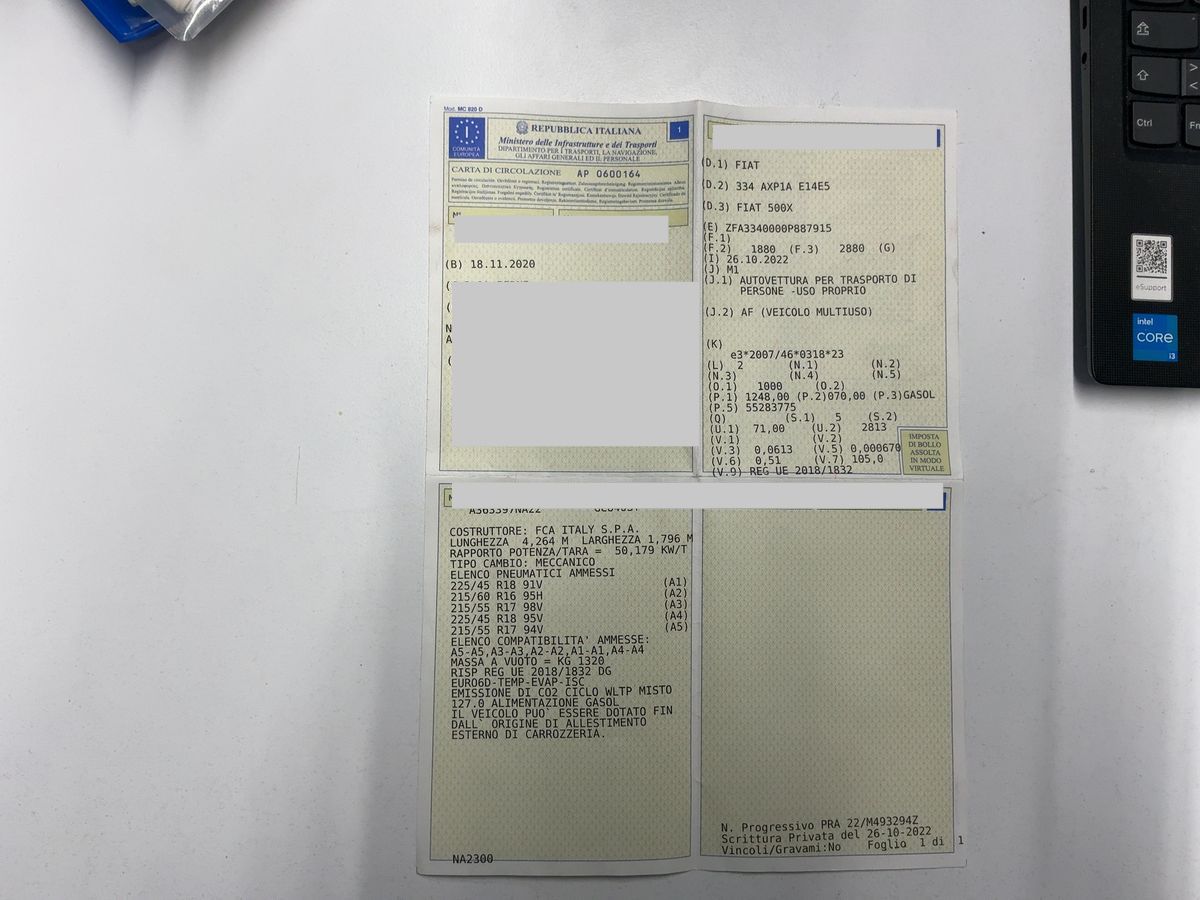 Mod. MC 820 D
I
COMUNITÀ
EUROPEA
REPUBBLICA ITALIANA
1
Ministero delle Infrastrutture e dei Trasporti
DIPARTIMENTO PER I TRASPORTI, LA NAVIGAZIONE,
GLI AFFARI GENERALI ED IL PERSONALE
CARTA DI CIRCOLAZIONE AP 0600164
(B) 18.11.2020
(D.1) FIAT
(D.2) 334 AXP1A E14E5
(D.3) FIAT 500X
(E) ZFA3340000P887915
(F.1)
(F.2) 1880 (F.3) 2880 (G)
(I) 26.10.2022
(J) M1
(J.1) AUTOVETTURA PER TRASPORTO DI
PERSONE -USO PROPRIO
(J.2) AF (VEICOLO MULTIUSO)
(K)
e3*2007/46*0318*23
(L) 2 (N.1) (N.2)
(N.3) (N.4) (N.5)
(O.1) 1000 (O.2)
(P.1) 1248,00 (P.2)070,00 (P.3)GASOL
(P.5) 55283775
(Q) (S.1) 5 (S.2)
(U.1) 71,00 (U.2) 2813
(V.1) (V.2)
(V.3) 0,0613 (V.5) 0,000670
(V.6) 0,51 (V.7) 105,0
(V.9) REG UE 2018/1832
IMPOSTA
DI BOLLO
ASSOLTA
IN MODO
VIRTUALE
A363397NA22
COSTRUTTORE: FCA ITALY S.P.A.
LUNGHEZZA 4,264 M LARGHEZZA 1,796 M
RAPPORTO POTENZA/TARA = 50,179 KW/T
TIPO CAMBIO: MECCANICO
ELENCO PNEUMATICI AMMESSI
225/45 R18 91V (A1)
215/60 R16 95H (A2)
215/55 R17 98V (A3)
225/45 R18 95V (A4)
215/55 R17 94V (A5)
ELENCO COMPATIBILITA' AMMESSE:
A5-A5,A3-A3,A2-A2,A1-A1,A4-A4
MASSA A VUOTO = KG 1320
RISP REG UE 2018/1832 DG
EURO6D-TEMP-EVAP-ISC
EMISSIONE DI CO2 CICLO WLTP MISTO
127.0 ALIMENTAZIONE GASOL
IL VEICOLO PUO` ESSERE DOTATO FIN
DALL` ORIGINE DI ALLESTIMENTO
ESTERNO DI CARROZZERIA.
NA2300
N. Progressivo PRA 22/M493294Z
Scrittura Privata del 26-10-2022
Vincoli/Gravami:No Foglio 1 di 1
Ctrl
Fn
>
<
eSupport
intel
CORE
i3